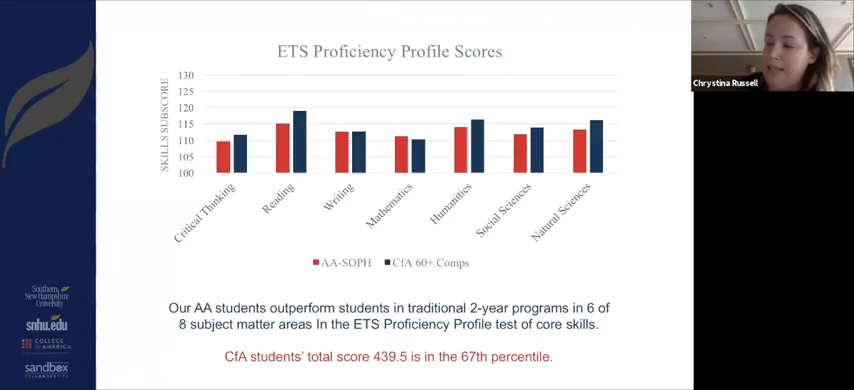 ETS Proficiency Profile Scores
SKILLS SUBSCORE
130
125
120
115
110
105
100
Critical Thinking
Reading
Writing
Mathematics
Humanities
Social Sciences
Natural Sciences
AA-SOPH
CfA 60+ Comps
Our AA students outperform students in traditional 2-year programs in 6 of
8 subject matter areas In the ETS Proficiency Profile test of core skills.
CfA students' total score 439.5 is in the 67th percentile.
Chrystina Russell
Southern
New Hampshire
University
snhu.edu
COLLEGE
for AMERICA
sandbox